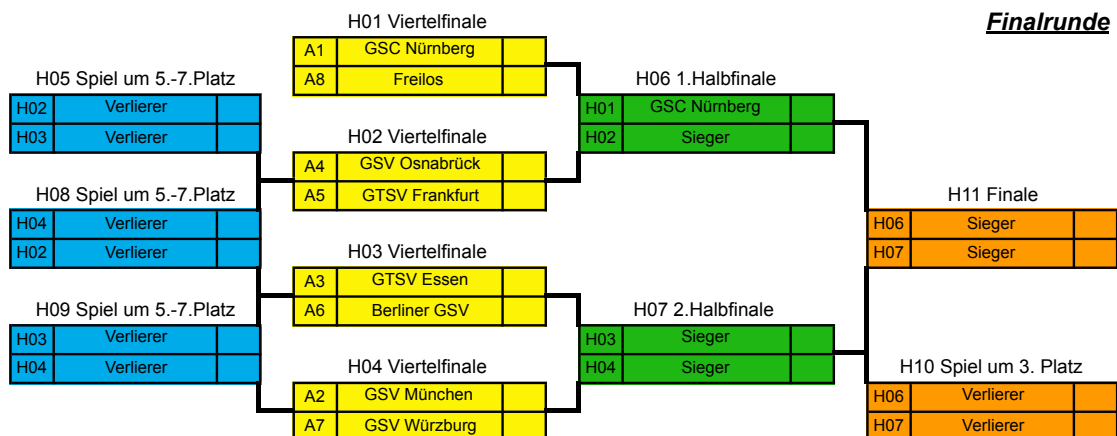 Finalrunde
H01 Viertelfinale
A1 GSC Nürnberg
A8 Freilos
H05 Spiel um 5.-7.Platz
H02 Verlierer
H03 Verlierer
H06 1.Halbfinale
H01 GSC Nürnberg
H02 Sieger
H02 Viertelfinale
A4 GSV Osnabrück
A5 GTSV Frankfurt
H08 Spiel um 5.-7.Platz
H04 Verlierer
H02 Verlierer
H11 Finale
H06 Sieger
H07 Sieger
H03 Viertelfinale
A3 GTSV Essen
A6 Berliner GSV
H09 Spiel um 5.-7.Platz
H03 Verlierer
H04 Verlierer
H07 2.Halbfinale
H03 Sieger
H04 Sieger
H04 Viertelfinale
A2 GSV München
A7 GSV Würzburg
H10 Spiel um 3. Platz
H06 Verlierer
H07 Verlierer